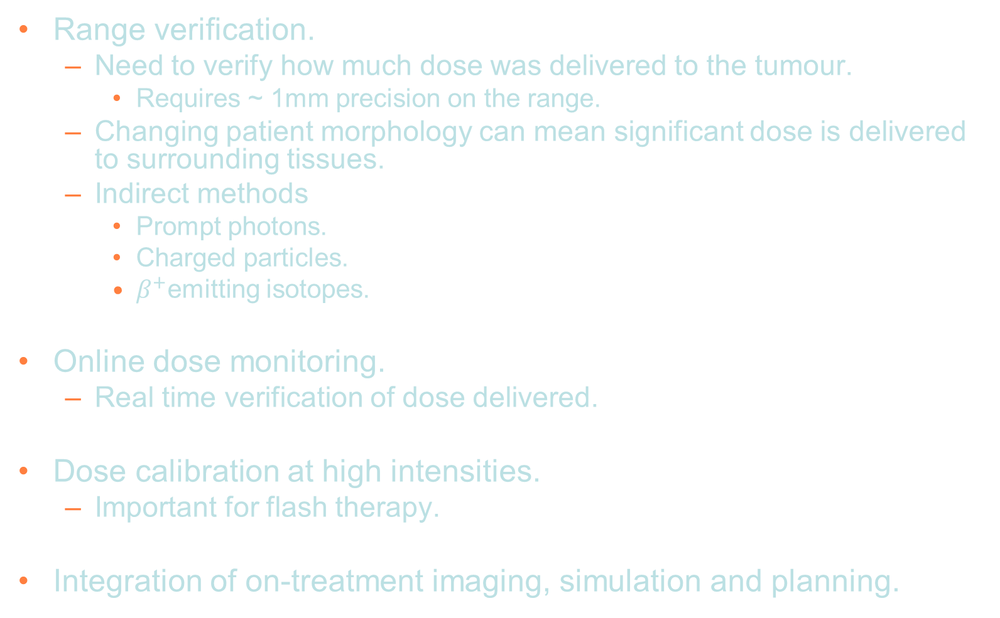 • Range verification.
– Need to verify how much dose was delivered to the tumour.
• Requires ~ 1mm precision on the range.
– Changing patient morphology can mean significant dose is delivered
to surrounding tissues.
– Indirect methods
• Prompt photons.
• Charged particles.
• β⁺emitting isotopes.
• Online dose monitoring.
– Real time verification of dose delivered.
• Dose calibration at high intensities.
– Important for flash therapy.
• Integration of on-treatment imaging, simulation and planning.